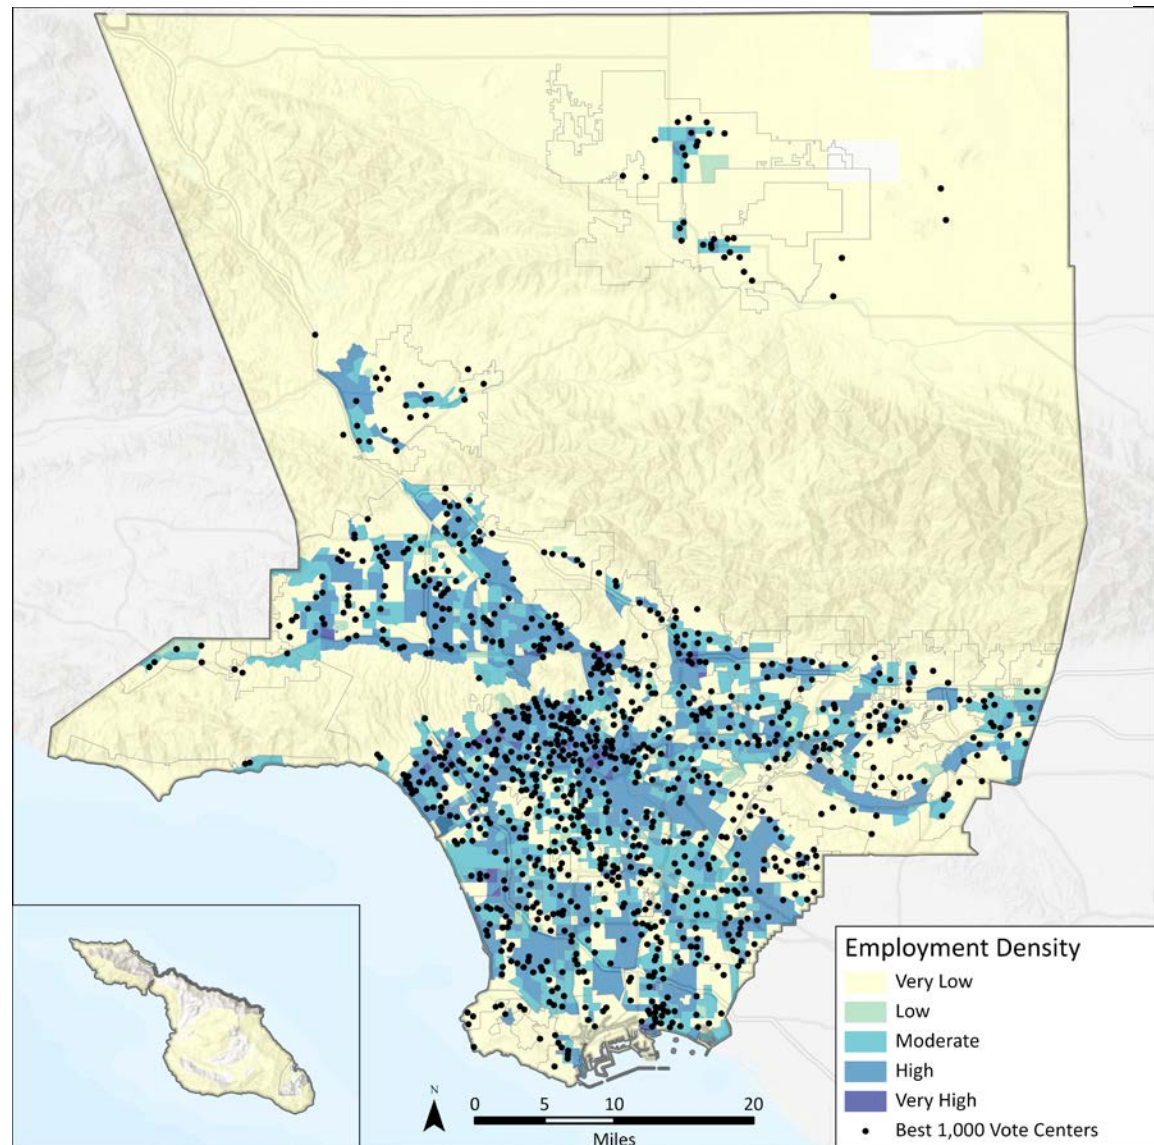 Employment Density
Very Low
Low
Moderate
High
Very High
Best 1,000 Vote Centers
N
0 5 10 20
Miles